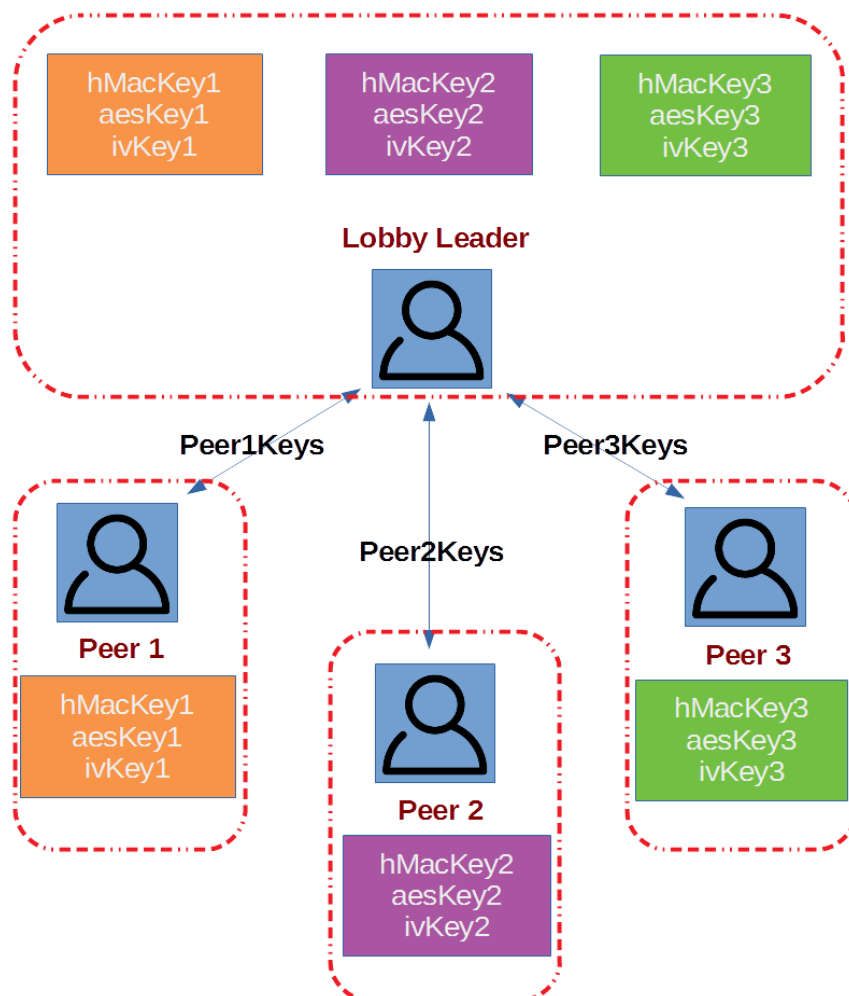 hMacKey1
aesKey1
ivKey1
hMacKey2
aesKey2
ivKey2
hMacKey3
aesKey3
ivKey3
Lobby Leader
Peer1Keys
Peer3Keys
Peer2Keys
Peer 1
hMacKey1
aesKey1
ivKey1
Peer 3
hMacKey3
aesKey3
ivKey3
Peer 2
hMacKey2
aesKey2
ivKey2